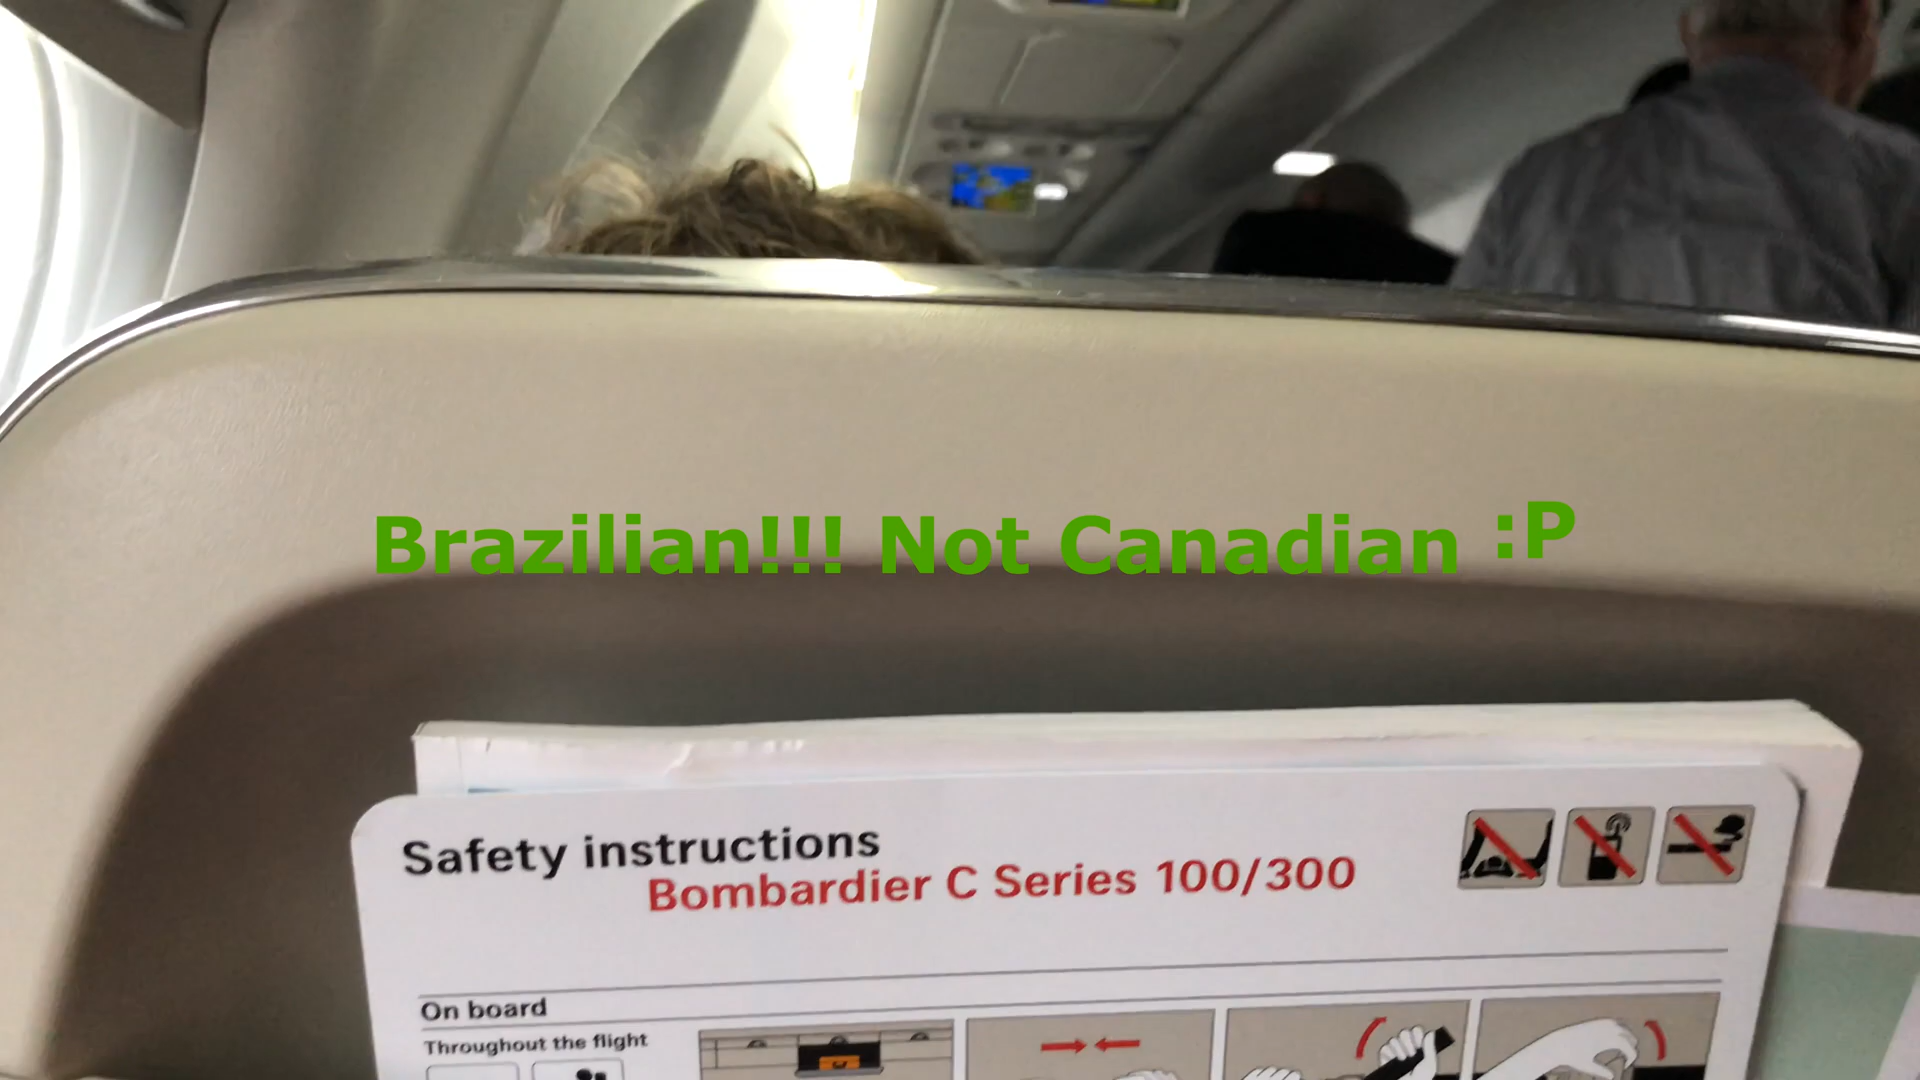 Brazilian!!! Not Canadian :P
Safety instructions
Bombardier C Series 100/300
On board
Throughout the flight